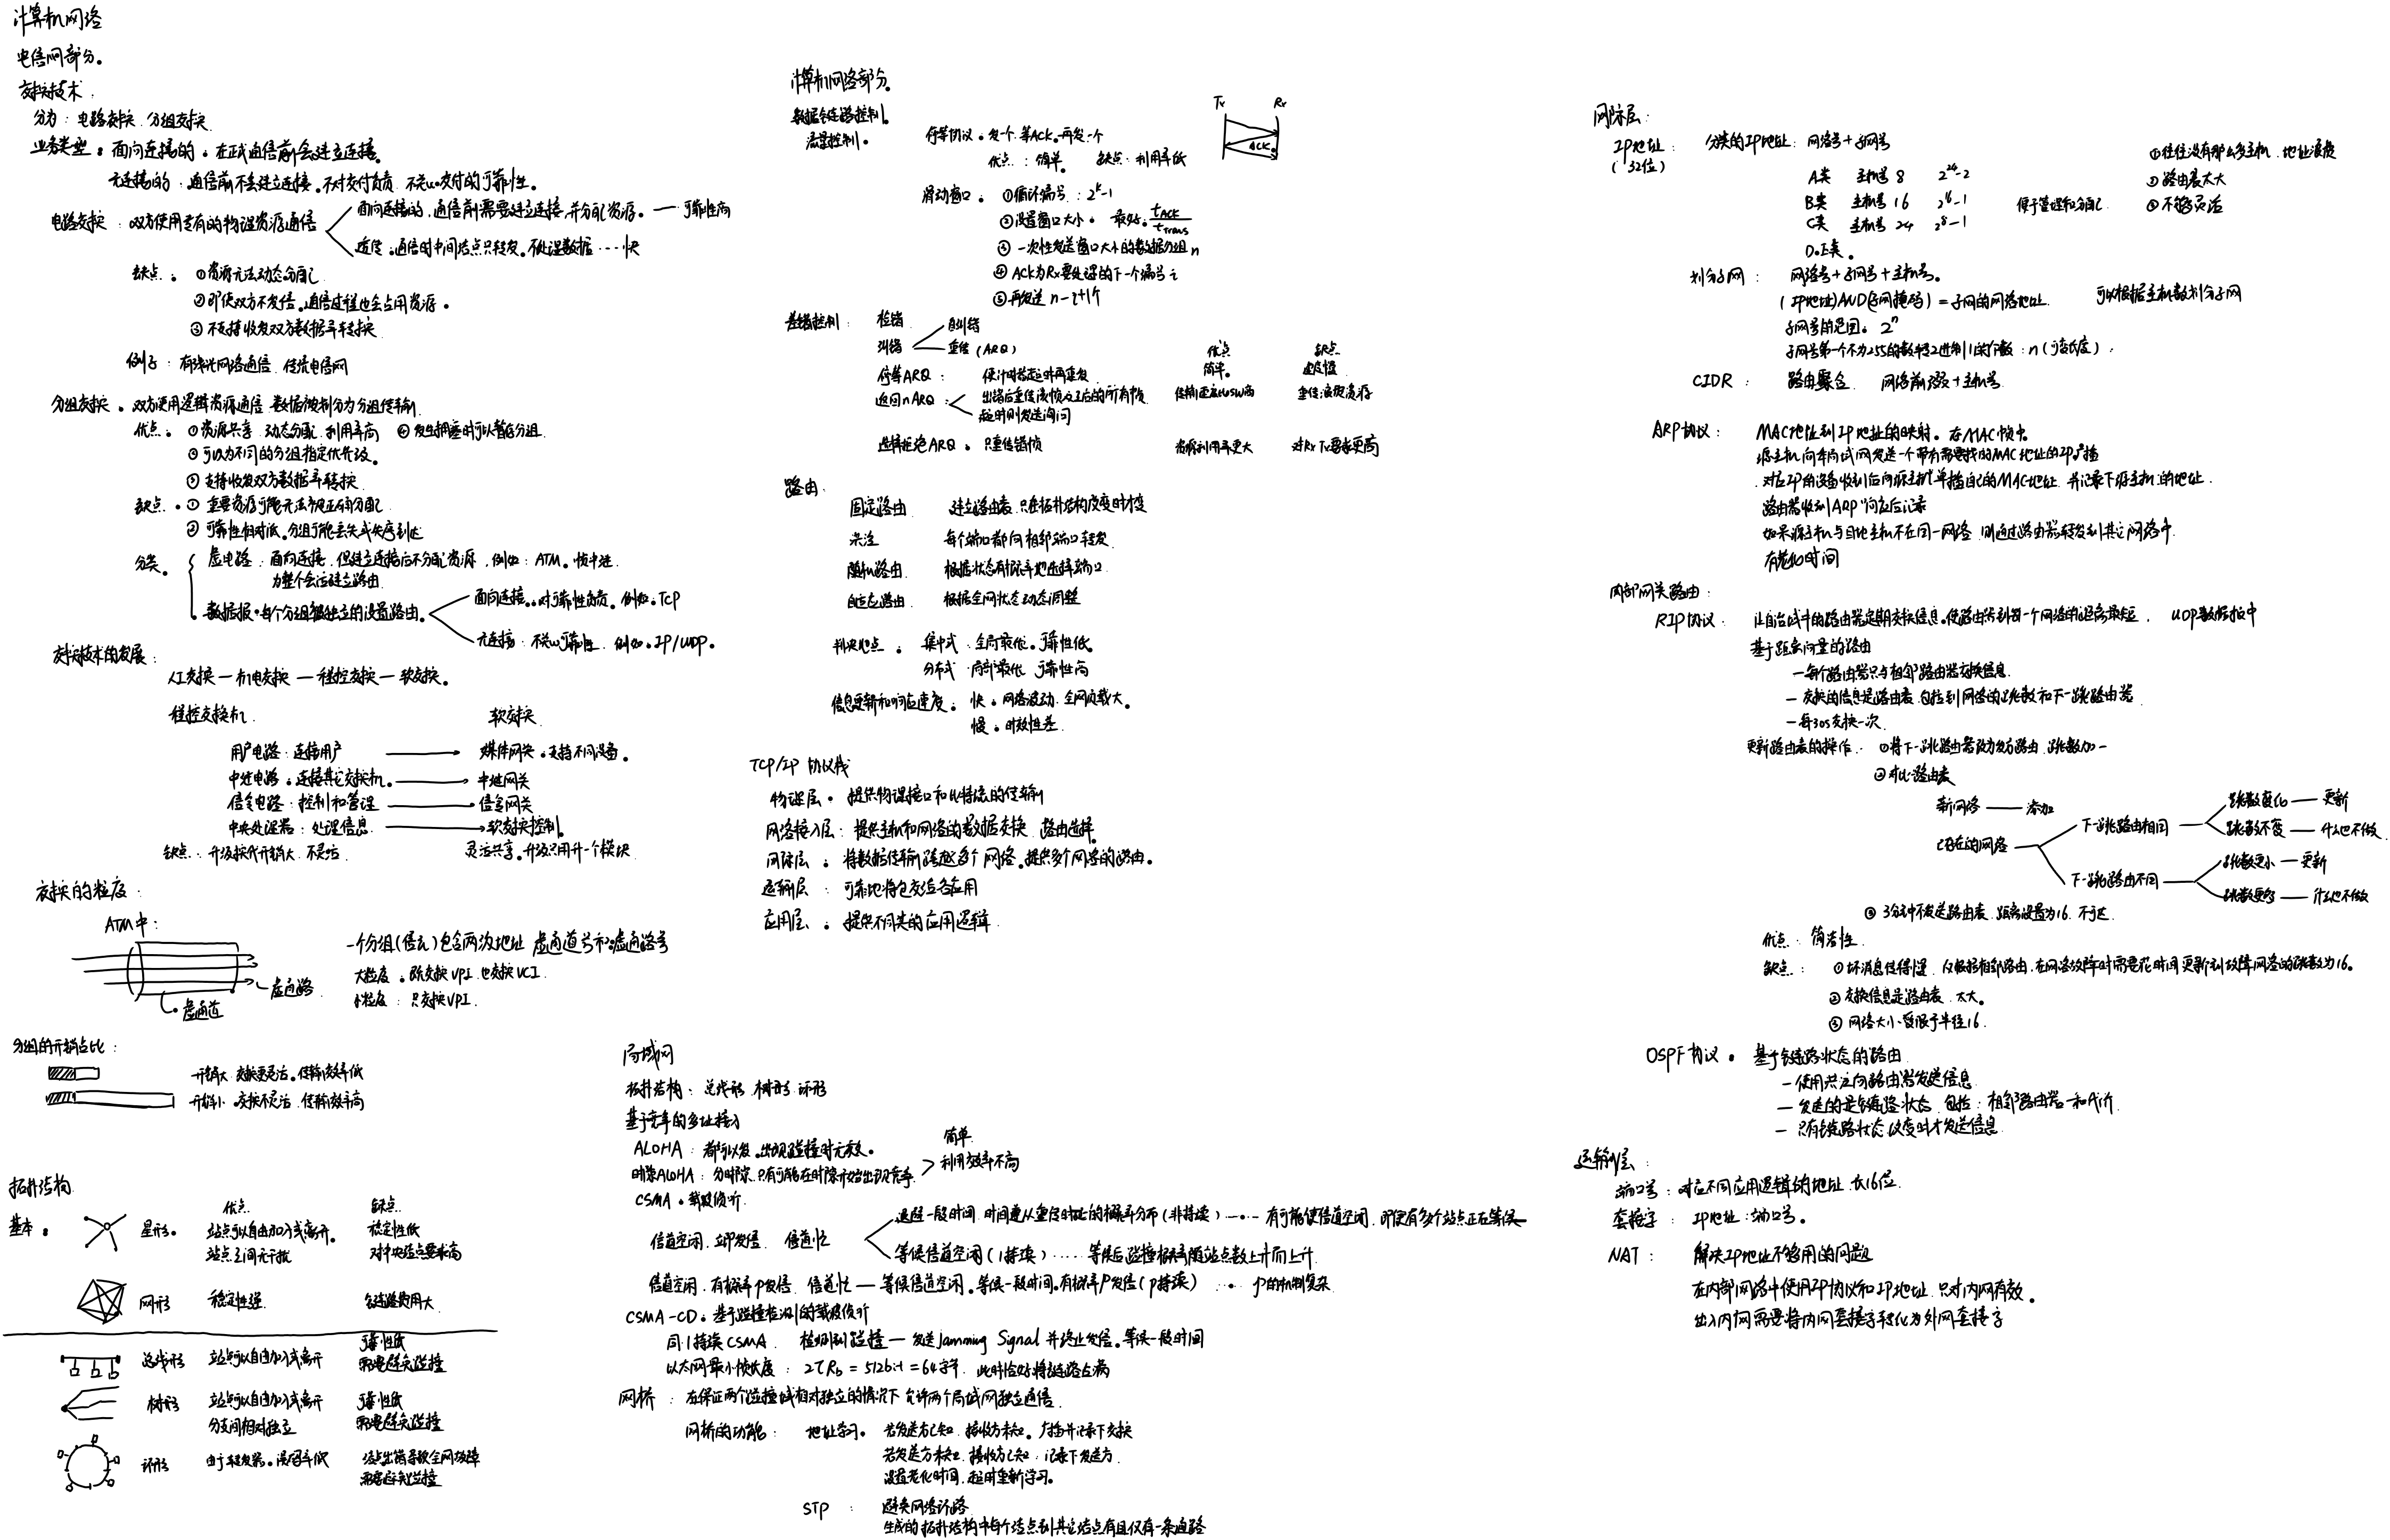 计算机网络
电信网部分。
交换技术：
分为：电路交换、分组交换
业务类型：面向连接的：在正式通信前会建立连接。
无连接的：通信前不会建立连接。不对交付负责，不关心交付的可靠性。
电路交换：双方使用专有的物理资源通信
面向连接的，通信前需要建立连接，并分配资源。— 可靠性高
透传：通信时中间结点只转发，不处理数据 ···· 快
缺点：①资源无法动态分配
②即使双方不发信，通信过程也会占用资源。
③不支持收发双方数据率转换
例子：有线光网络通信，传统电信网
分组交换：双方使用逻辑资源通信，数据被划分为分组传输
优点：①资源共享，动态分配，利用率高 ④发生拥塞时可以暂存分组
②可以为不同的分组指定优先级。
③支持收发双方数据率转换
缺点：①重要资源可能无法被正确分配
②可靠性相对低，分组可能丢失或失序到达
分类：
虚电路：面向连接，但建立连接后不分配资源，例如：ATM，帧中继
为整个会话建立路由
数据报：每个分组被独立的设置路由。
面向连接：对可靠性负责，例如：TCP
无连接：不关心可靠性，例如：IP/UDP。
交换技术的发展：
人工交换 — 机电交换 — 程控交换 — 软交换。
程控交换机 软交换
用户电路：连接用户 → 媒体网关：支持不同设备。
中继电路：连接其它交换机。→ 中继网关
信令电路：控制和管理 → 信令网关
中央处理器：处理信息 → 软交换控制。
缺点：升级换代开销大，不灵活 灵活共享，升级只用升一个模块
交换的粒度：
ATM中：
虚通路
虚通道
一个分组(信元)包含两次地址 虚通道号和虚通路号
大粒度：既交换VPI，也交换VCI
小粒度：只交换VPI.
分组的开销占比：
开销大，交换更灵活，传输效率低
开销小，交换不灵活，传输效率高
拓扑结构
优点 缺点
基本：星形。 站点可以自由加入或离开。 稳定性低
站点之间无干扰 对中央结点要求高
网形 稳定性强 链路费用大
总线形 站点可以自由加入或离开 可靠性低
需要避免碰撞
树形 站点可以自由加入或离开 可靠性低
分支间相对独立 需要避免碰撞
环形 由于转发器，误码率低 结点出错导致全网故障
需要避免碰撞
计算机网络部分。
数据链路控制。
流量控制。
停等协议：发一个，等ACK，再发一个
优点：简单。 缺点：利用率低
Tx Rx
ACK
滑动窗口：①循环编号：2^k-1
②设置窗口大小：最好：t_ACK/t_trans
③一次性发送窗口大小的数据分组 n
④ACK为Rx要处理的下一个编号 i
⑤再发送 n-i+1个
差错控制：检错
纠错
自纠错
重传(ARQ)
优点 缺点
停等ARQ：使计时器超时再重发 简单。 速度慢
返回nARQ：出错后重传该帧及之后的所有帧 传输速率比SW高 重传浪费资源
超时则发送询问
选择拒绝ARQ：只重传错帧 资源利用率更大 对Rx Tx要求更高
路由：
固定路由 建立路由表，只在拓扑结构改变时才变
洪泛 每个端口都向相邻端口转发
随机路由 根据状态有概率地选择端口
自适应路由 根据全网状态动态调整
判决地点：集中式：全局最优，可靠性低。
分布式：局部最优，可靠性高
信息更新和响应速度：快：网络波动，全网负载大。
慢：时效性差
TCP/IP 协议栈
物理层：提供物理接口和比特流的传输
网络接入层：提供主机和网络的数据交换，路由选择。
网际层：将数据传输跨越多个网络，提供多个网络的路由。
运输层：可靠地将包交给各应用
应用层：提供不同类的应用逻辑
局域网
拓扑结构：总线形 树形 环形
基于竞争的多址接入
ALOHA：都可以发，出现碰撞时无效。
时隙ALOHA：分时隙，只有可能在时隙开始出现竞争
简单
利用效率不高
CSMA：载波侦听
信道空闲，立即发信，信道忙
退避一段时间，时间遵从重传时延的概率分布(非持续) ···· 有可能使信道空闲，即使有多个站点正在等候
等候信道空闲(1持续) ····· 等候后碰撞概率随站点数上升而上升
信道空闲，有概率P发信，信道忙 — 等候信道空闲，等候一段时间，有概率P发信(P持续) ···· P的机制复杂
CSMA-CD：基于碰撞检测的载波侦听
同1持续CSMA，检测到碰撞 — 发送Jamming Signal 并终止发信，等候一段时间
以太网最小帧长度：2τR_b = 512bit = 64字节，此时恰好将链路占满
网桥：在保证两个碰撞域相对独立的情况下允许两个局域网独立通信
网桥的功能：地址学习：若发送方已知，接收方未知，广播并记录下交换
若发送方未知，接收方已知：记录下发送方
设置老化时间，超时重新学习。
STP：避免网络环路
生成的拓扑结构中每个结点到其它结点有且仅有一条通路
网际层：
IP地址：(32位)
分类的IP地址：网络号+主机号
A类 主机号 8 2^24-2
B类 主机号 16 2^16-1
C类 主机号 24 2^8-1
D、E类。
便于管理和分配
①往往没有那么多主机，地址浪费
②路由表太大
③不够灵活
划分子网：网络号+子网号+主机号。
(IP地址)AND(子网掩码) = 子网的网络地址 可以根据主机数划分子网
子网号的范围：2^n
子网号第一个不为255的数转2进制1的个数：n(可变长度)
CIDR：路由聚合，网络前缀+主机号
ARP协议：MAC地址到IP地址的映射。在MAC帧中
源主机向本局域网发送一个带有需要找的MAC地址的IP广播
对应IP的设备收到后向源主机单播自己的MAC地址，并记录下源主机的地址
路由器收到ARP响应后记录
如果源主机与目地主机不在同一网络，则通过路由器转发到其它网络中
有老化时间
内部网关路由：
RIP协议：让自治域中的路由器定期交换信息，使路由器到每一个网络的距离最短，UDP数据报中
基于距离向量的路由
— 每个路由器只与相邻路由器交换信息
— 交换的信息是路由表，包括到网络的跳数和下一跳路由器
— 每30s交换一次
更新路由表的操作：①将下一跳路由器改为发方路由，跳数加一
②对比路由表
新网络 — 添加
已存在的网络
下一跳路由相同
跳数变化 — 更新
跳数不变 — 什么也不做
下一跳路由不同
跳数更小 — 更新
跳数更多 — 什么也不做
③3分钟不发送路由表，距离设置为16，不可达
优点：简洁性
缺点：①坏消息传得慢，仅根据相邻路由，在网络故障时需要花时间更新到故障网络的跳数为16。
②交换信息是路由表，太大。
③网络大小受限于半径16.
OSPF协议：基于链路状态的路由
— 使用洪泛向路由器发送信息
— 发送的是链路状态，包括：相邻路由器和代价
— 只有链路状态改变时才发送信息
运输层：
端口号：对应不同应用逻辑的地址，长16位
套接字：IP地址：端口号。
NAT：解决IP地址不够用的问题
在内部网络中使用IP协议和IP地址，只对内网有效。
出入内网需要将内网套接字转化为外网套接字